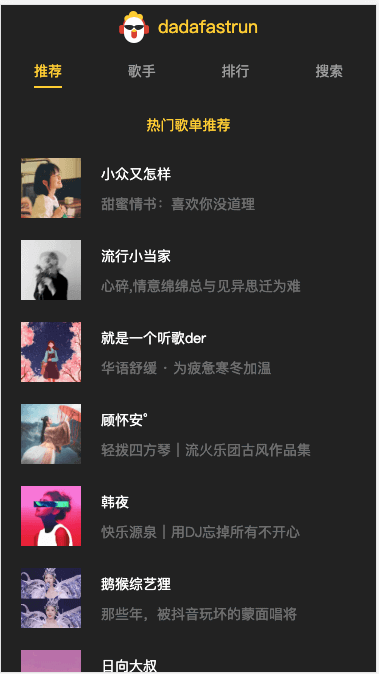 dadafastrun
推荐 歌手 排行 搜索
热门歌单推荐
小众又怎样
甜蜜情书：喜欢你没道理
流行小当家
心碎,情意绵绵总与见异思迁为难
就是一个听歌der
华语舒缓 · 为疲惫寒冬加温
顾怀安°
轻拨四方琴｜流火乐团古风作品集
韩夜
快乐源泉｜用DJ忘掉所有不开心
鹅猴综艺狸
那些年，被抖音玩坏的蒙面唱将
日向大叔